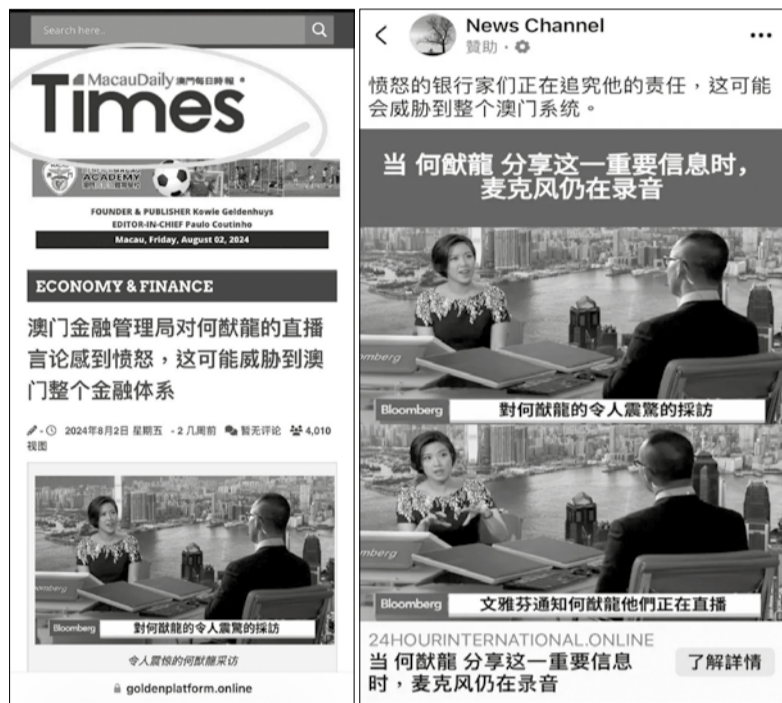 Search here..
MacauDaily 澳門每日時報
Times
ACADEMY
FOUNDER & PUBLISHER Kowie Geldenhuys
EDITOR-IN-CHIEF Paulo Coutinho
Macau, Friday, August 02, 2024
ECONOMY & FINANCE
澳门金融管理局对何猷龍的直播
言论感到愤怒，这可能威胁到澳
门整个金融体系
2024年8月2日 星期五 - 2 几周前 暂无评论 4,010
视图
omberg
Bloomberg 對何猷龍的令人震驚的採訪
令人震惊的何猷龍采访
goldenplatform.online
News Channel
贊助
愤怒的银行家们正在追究他的责任，这可能
会威胁到整个澳门系统。
当 何猷龍 分享这一重要信息时，
麦克风仍在录音
omberg
Bloomberg 對何猷龍的令人震驚的採訪
mberg
Bloomberg 文雅芬通知何猷龍他們正在直播
24HOURINTERNATIONAL.ONLINE
当 何猷龍 分享这一重要信息
时，麦克风仍在录音
了解詳情